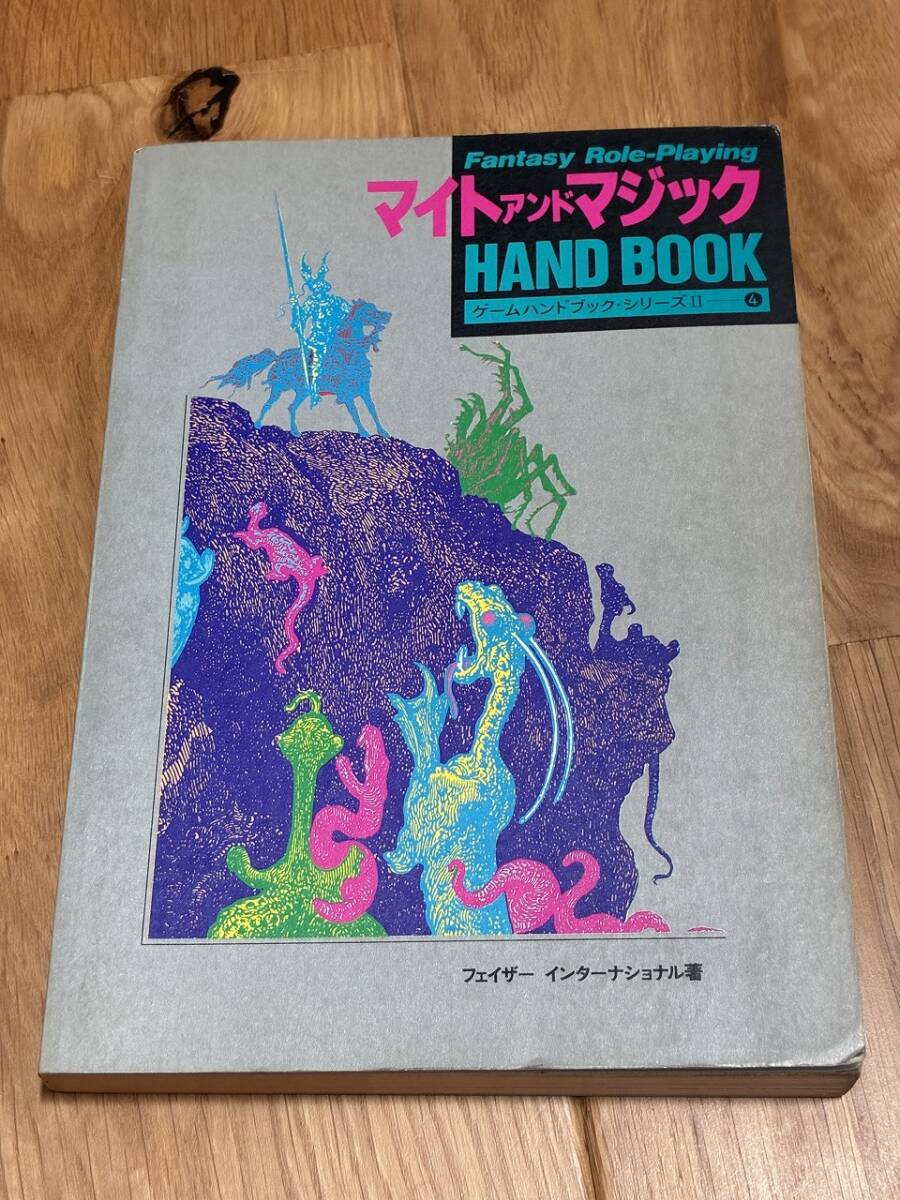 Fantasy Role-Playing
マイトアンドマジック
HAND BOOK
ゲームハンドブック・シリーズII—4
フェイザー インターナショナル著